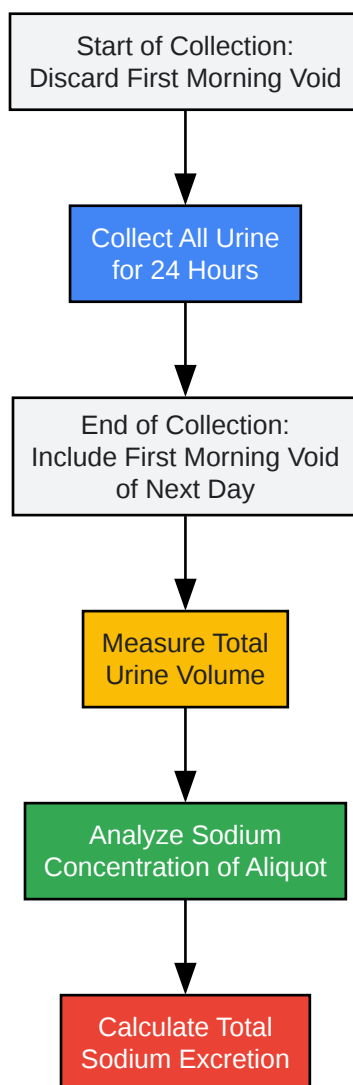 Start of Collection:
Discard First Morning Void
Collect All Urine
for 24 Hours
End of Collection:
Include First Morning Void
of Next Day
Measure Total
Urine Volume
Analyze Sodium
Concentration of Aliquot
Calculate Total
Sodium Excretion